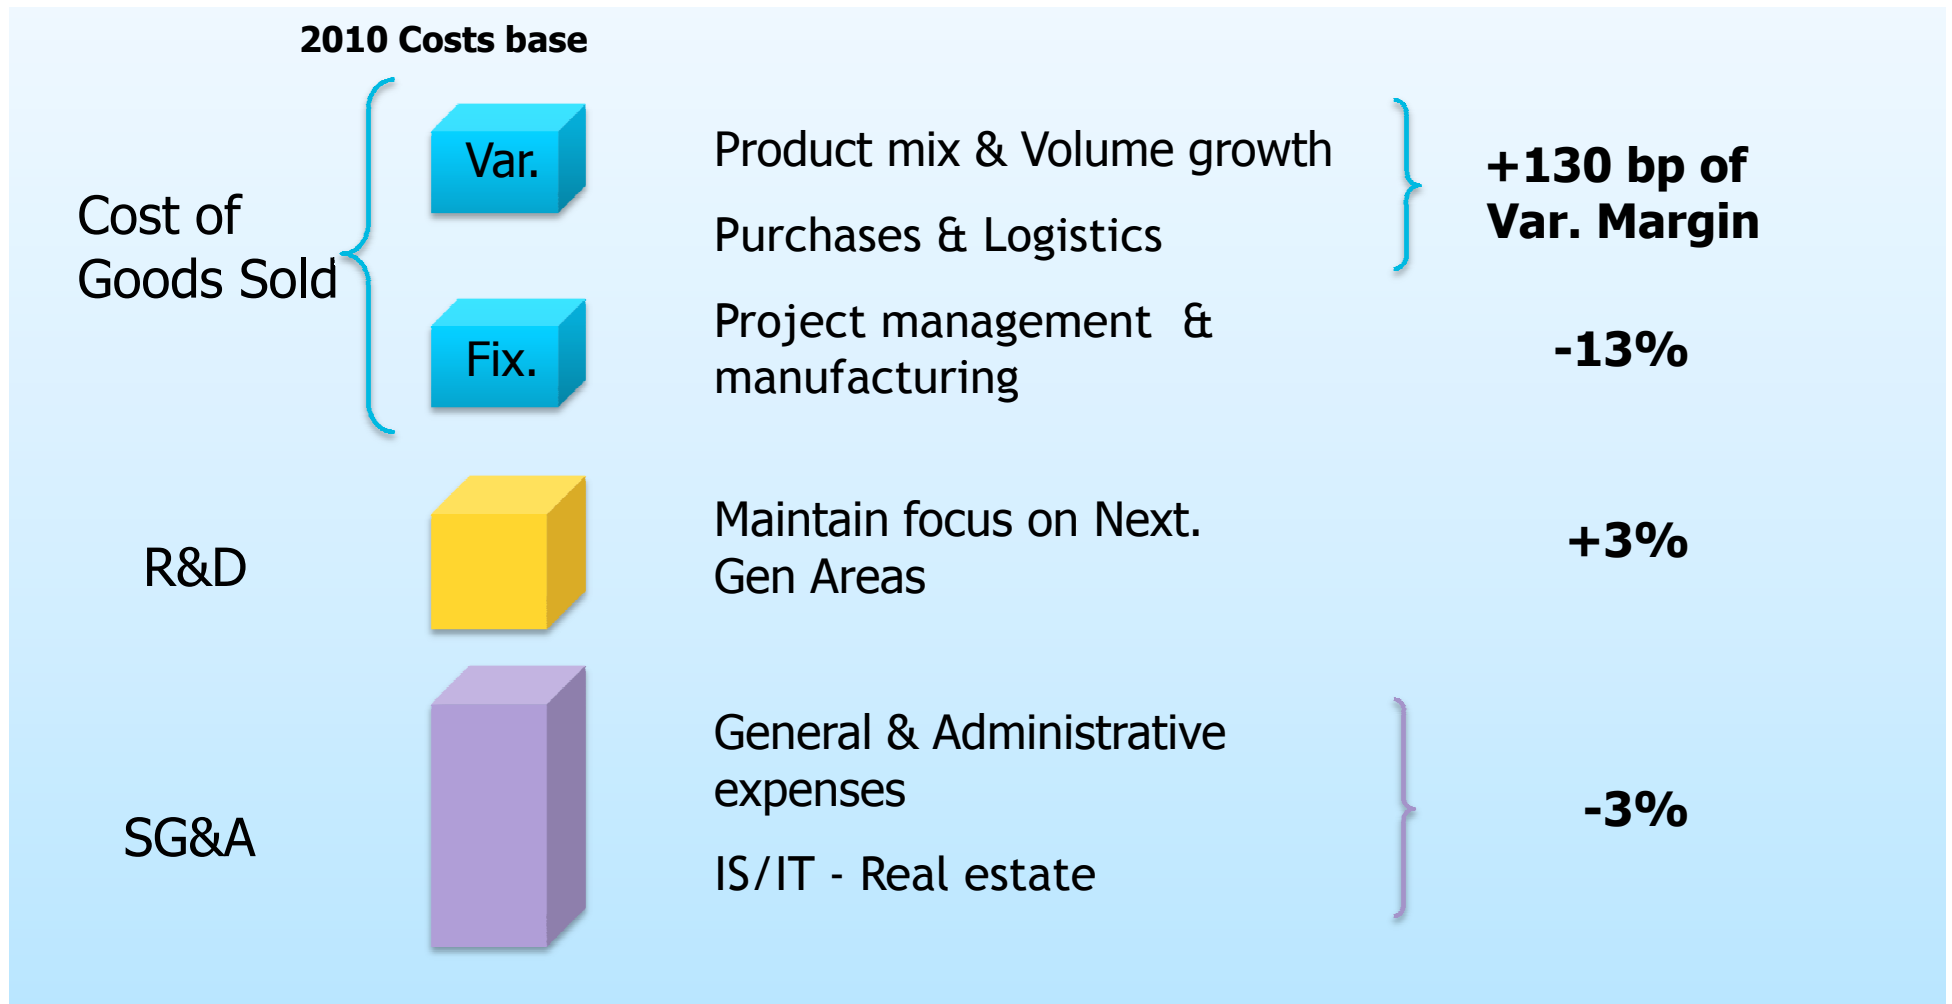 2010 Costs base
Cost of
Goods Sold
Var.
Product mix & Volume growth
Purchases & Logistics
+130 bp of
Var. Margin
Fix.
Project management  &
manufacturing
-13%
R&D
Maintain focus on Next.
Gen Areas
+3%
SG&A
General & Administrative
expenses
IS/IT - Real estate
-3%